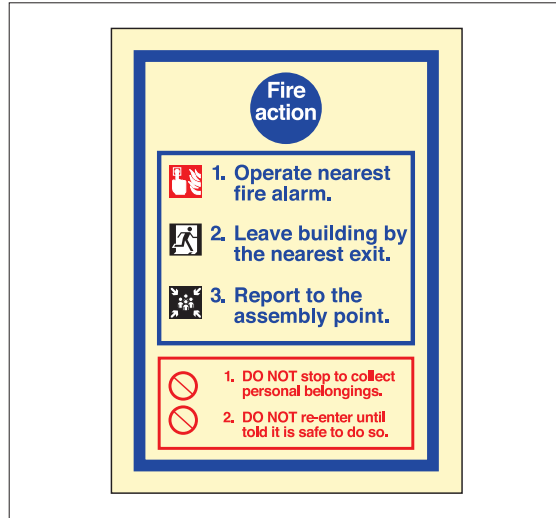 Fire
action
1. Operate nearest
fire alarm.
2. Leave building by
the nearest exit.
3. Report to the
assembly point.
1. DO NOT stop to collect
personal belongings.
2. DO NOT re-enter until
told it is safe to do so.